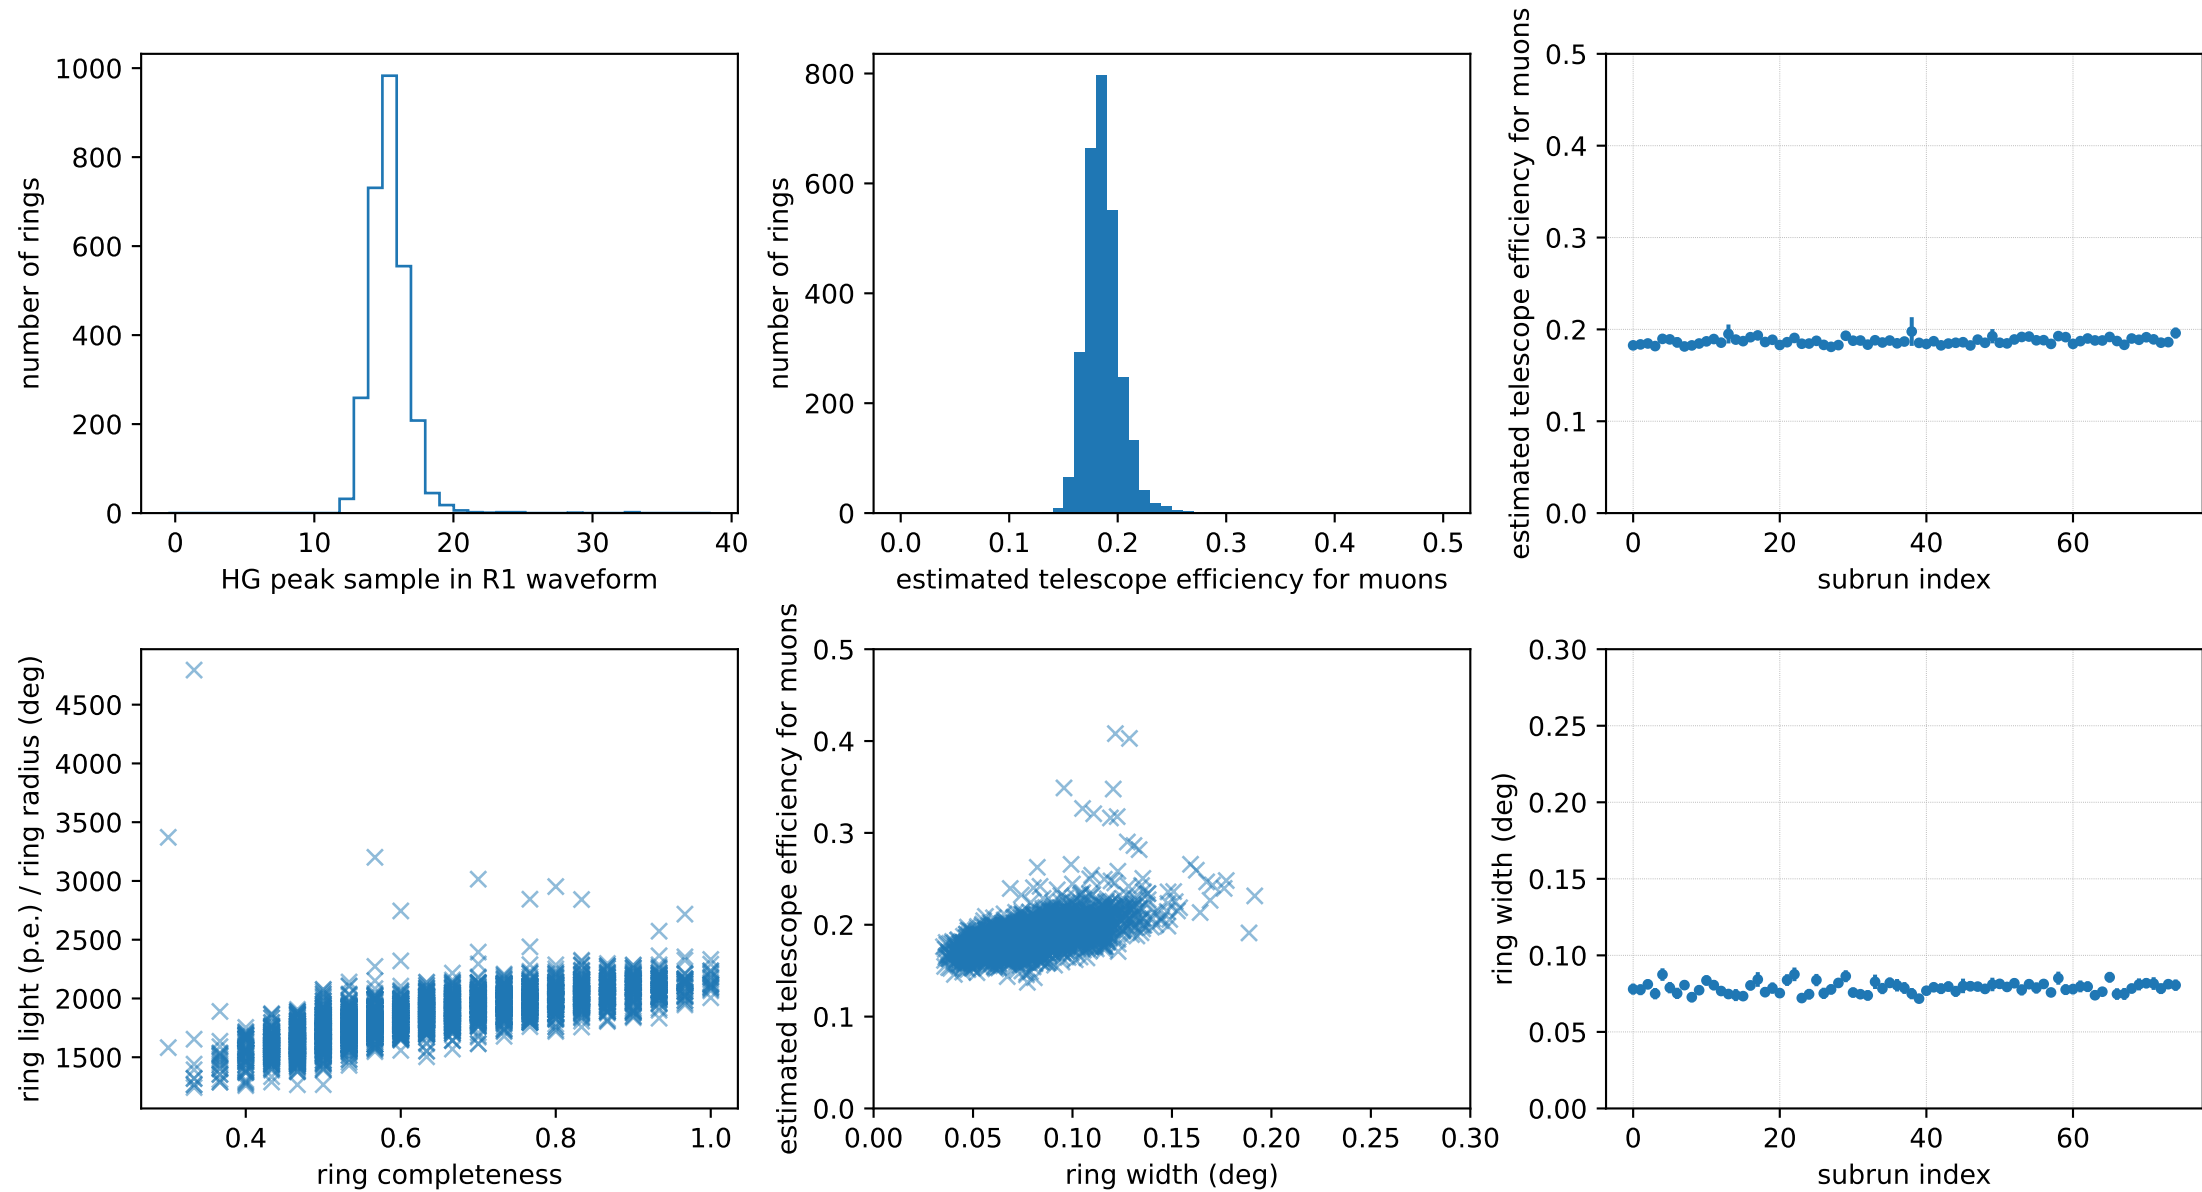 1000
800
600
400
200
0
number of rings
0 10 20 30 40
HG peak sample in R1 waveform
800
600
400
200
0
number of rings
0.0 0.1 0.2 0.3 0.4 0.5
estimated telescope efficiency for muons
0.5
0.4
0.3
0.2
0.1
0.0
estimated telescope efficiency for muons
0 20 40 60
subrun index
4500
4000
3500
3000
2500
2000
1500
ring light (p.e.) / ring radius (deg)
0.4 0.6 0.8 1.0
ring completeness
0.5
0.4
0.3
0.2
0.1
0.0
estimated telescope efficiency for muons
0.00 0.05 0.10 0.15 0.20 0.25 0.30
ring width (deg)
0.30
0.25
0.20
0.15
0.10
0.05
0.00
ring width (deg)
0 20 40 60
subrun index